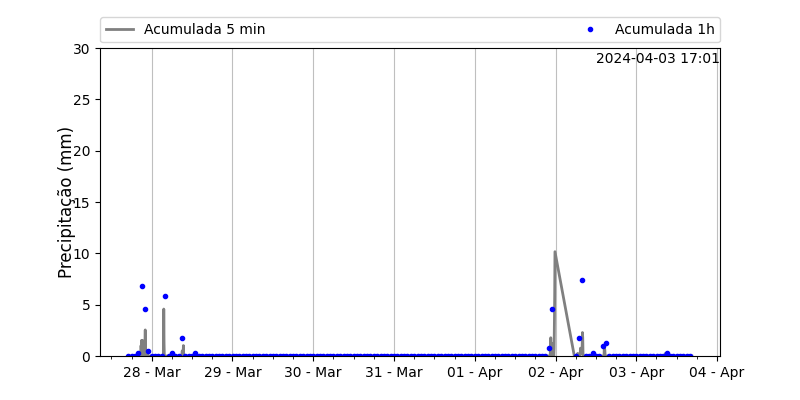 Acumulada 5 min
Acumulada 1h
2024-04-03 17:01
Precipitação (mm)
30
25
20
15
10
5
0
28 - Mar
29 - Mar
30 - Mar
31 - Mar
01 - Apr
02 - Apr
03 - Apr
04 - Apr